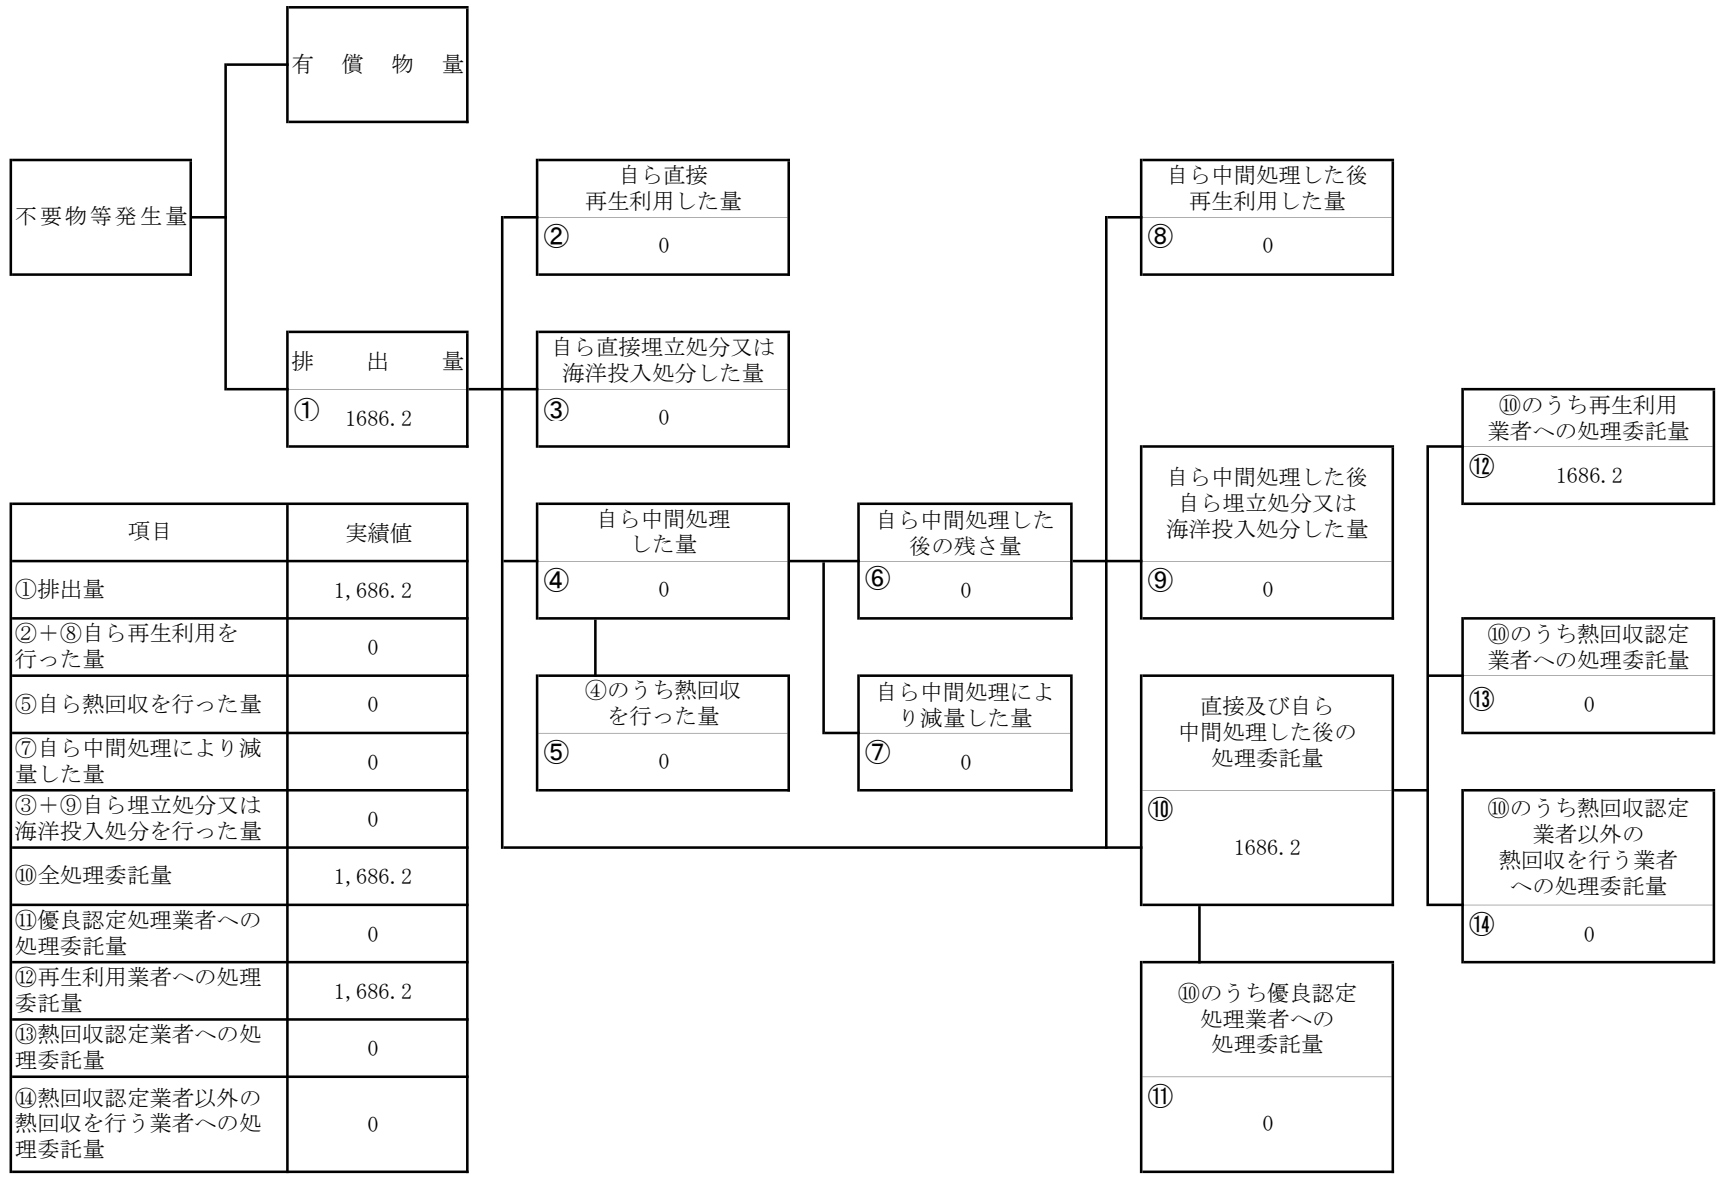 有償物量
不要物等発生量
排出量
① 1686.2
自ら直接
再生利用した量
② 0
自ら直接埋立処分又は
海洋投入処分した量
③ 0
自ら中間処理
した量
④ 0
④のうち熱回収
を行った量
⑤ 0
自ら中間処理した
後の残さ量
⑥ 0
自ら中間処理によ
り減量した量
⑦ 0
自ら中間処理した後
再生利用した量
⑧ 0
自ら中間処理した後
自ら埋立処分又は
海洋投入処分した量
⑨ 0
直接及び自ら
中間処理した後の
処理委託量
⑩
1686.2
⑩のうち優良認定
処理業者への
処理委託量
⑪
0
⑩のうち再生利用
業者への処理委託量
⑫ 1686.2
⑩のうち熱回収認定
業者への処理委託量
⑬ 0
⑩のうち熱回収認定
業者以外の
熱回収を行う業者
への処理委託量
⑭ 0
項目 実績値
①排出量 1,686.2
②＋⑧自ら再生利用を
行った量 0
⑤自ら熱回収を行った量 0
⑦自ら中間処理により減
量した量 0
③＋⑨自ら埋立処分又は
海洋投入処分を行った量 0
⑩全処理委託量 1,686.2
⑪優良認定処理業者への
処理委託量 0
⑫再生利用業者への処理
委託量 1,686.2
⑬熱回収認定業者への処
理委託量 0
⑭熱回収認定業者以外の
熱回収を行う業者への処
理委託量 0